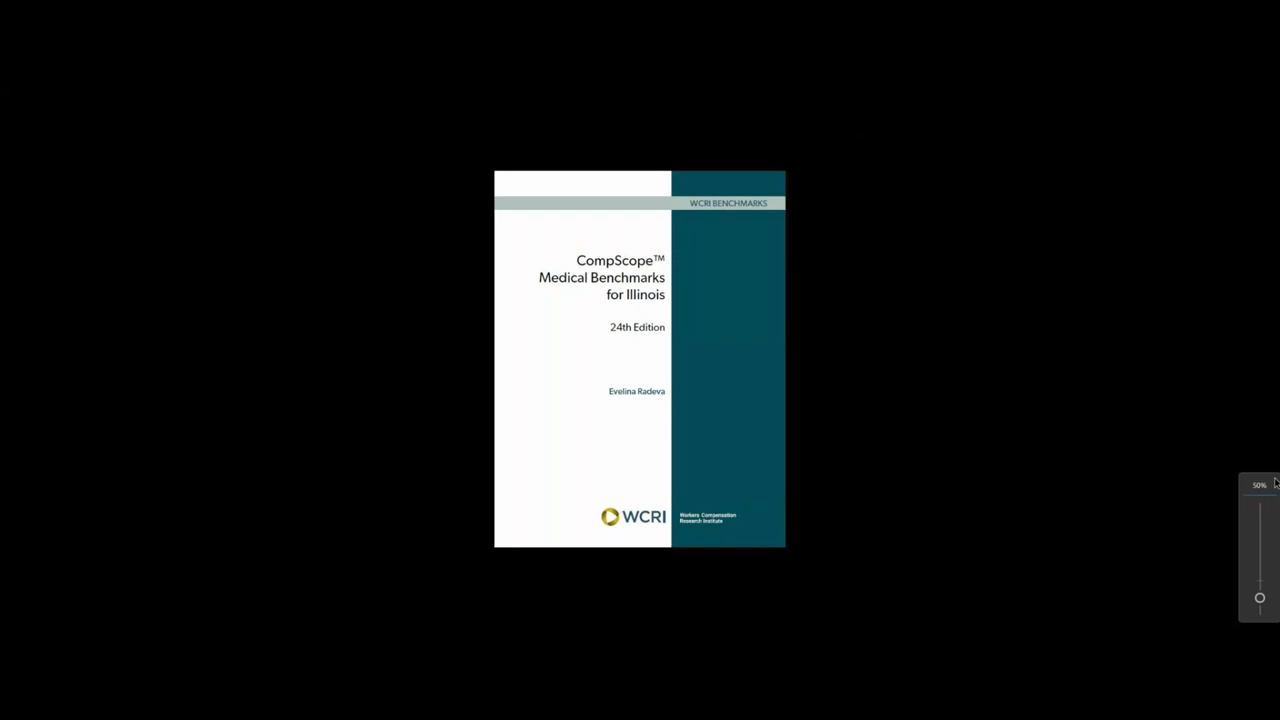 WCRI BENCHMARKS
CompScope™
Medical Benchmarks
for Illinois
24th Edition
Evelina Radeva
WCRI
Workers Compensation
Research Institute
50%